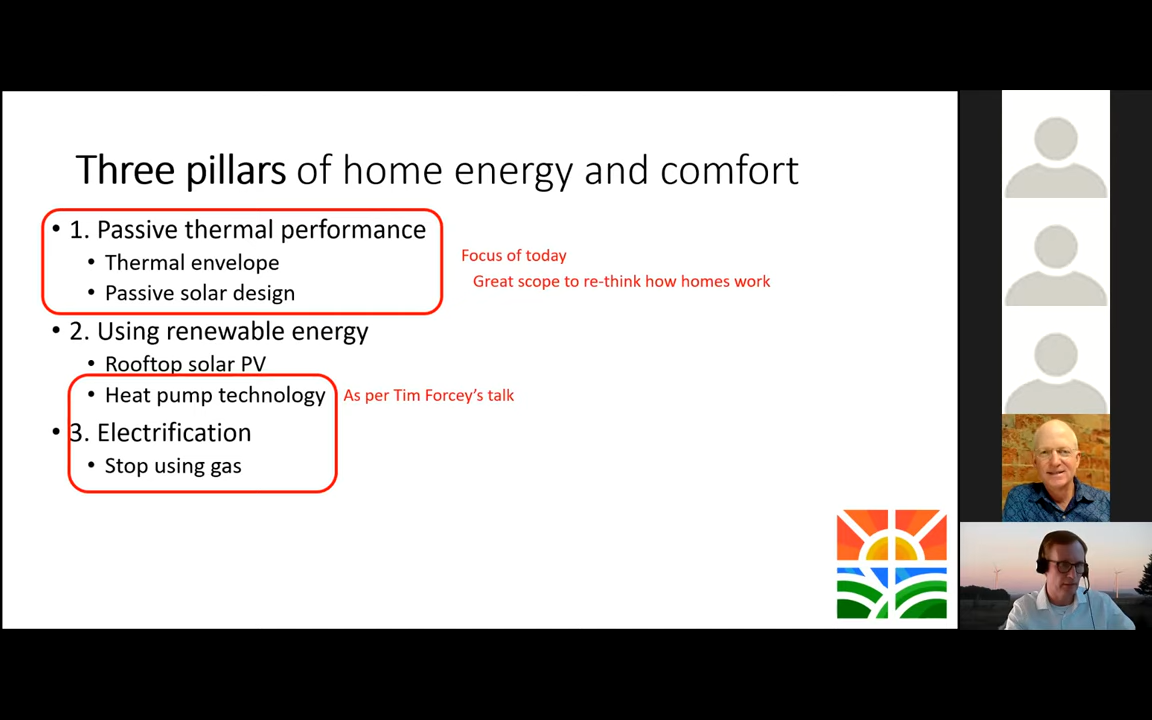 Three pillars of home energy and comfort
• 1. Passive thermal performance
• Thermal envelope
• Passive solar design
Focus of today
Great scope to re-think how homes work
• 2. Using renewable energy
• Rooftop solar PV
• Heat pump technology
As per Tim Forcey’s talk
• 3. Electrification
• Stop using gas